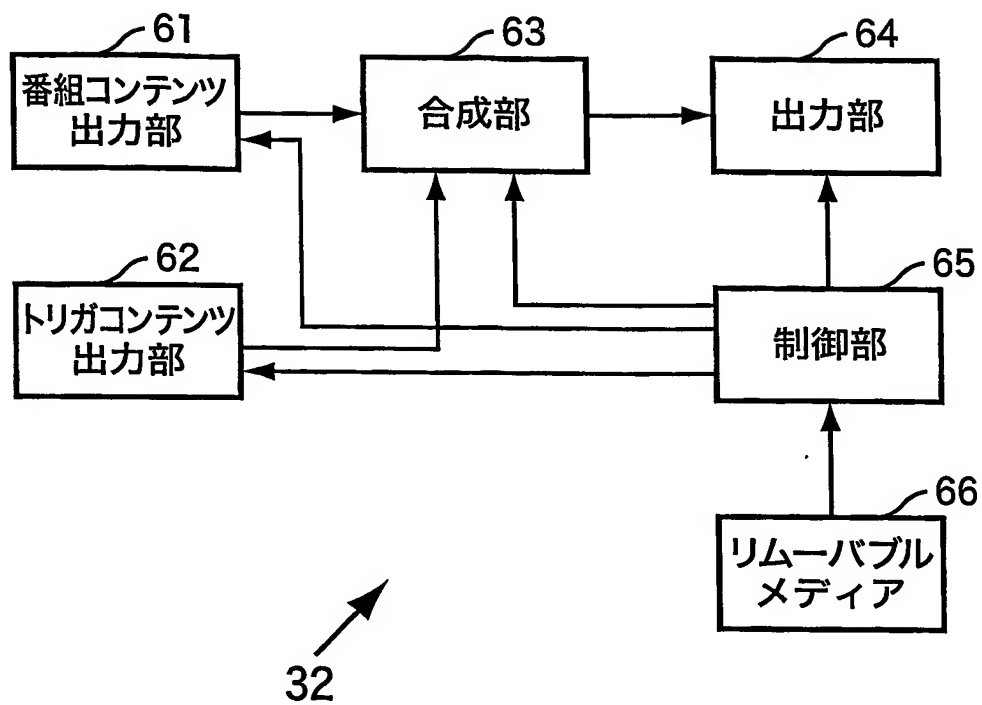 61
番組コンテンツ
出力部
63
合成部
64
出力部
62
トリガコンテンツ
出力部
65
制御部
66
リムーバブル
メディア
32